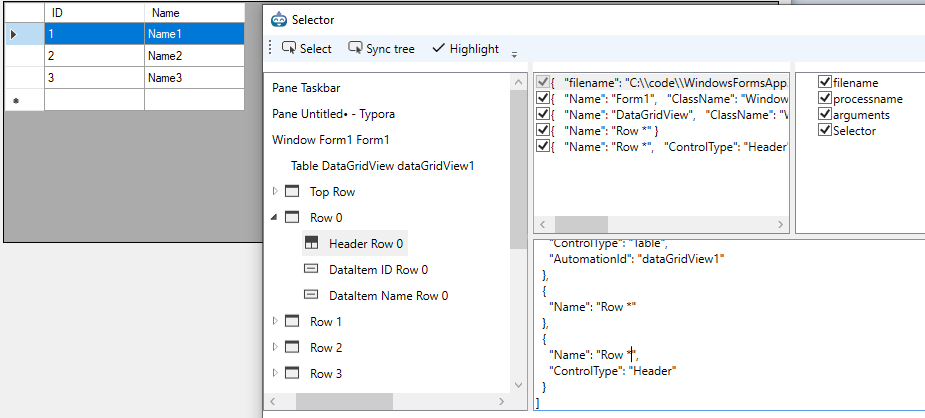 ID Name
1 Name1
2 Name2
3 Name3
Selector
Select Sync tree Highlight
Pane Taskbar
Pane Untitled• - Typora
Window Form1 Form1
Table DataGridView dataGridView1
Top Row
Row 0
Header Row 0
DataItem ID Row 0
DataItem Name Row 0
Row 1
Row 2
Row 3
{ "filename": "C:\\code\\WindowsFormsApp
{ "Name": "Form1", "ClassName": "Window
{ "Name": "DataGridView", "ClassName": "W
{ "Name": "Row *" }
{ "Name": "Row *", "ControlType": "Header"
filename
processname
arguments
Selector
"ControlType": "Table",
"AutomationId": "dataGridView1"
},
{
"Name": "Row *"
},
{
"Name": "Row *",
"ControlType": "Header"
}
]